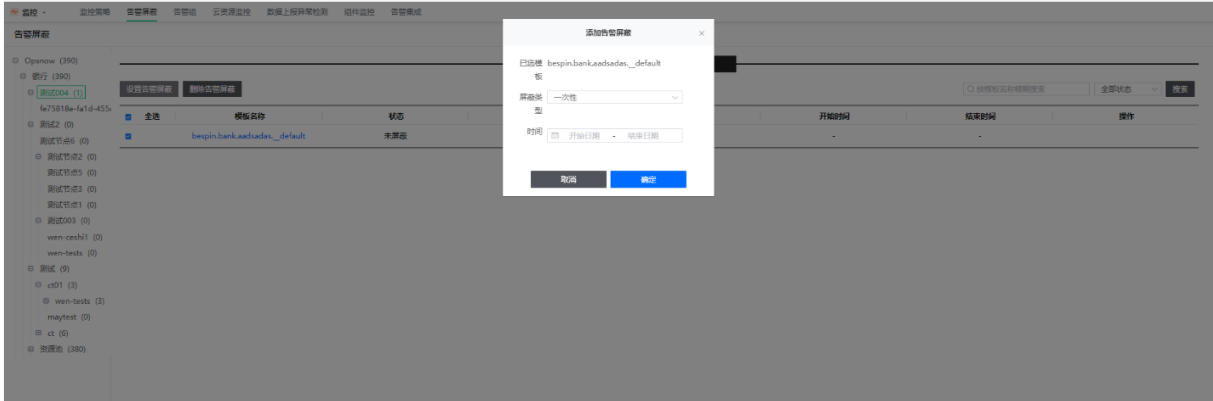 监控
监控策略 告警屏蔽 告警组 云资源监控 数据上报异常检测 组件监控 告警集成
告警屏蔽
Opsnow (390)
银行 (390)
测试004 (1)
fe75818e-fa1d-455
测试2 (0)
测试节点6 (0)
测试节点2 (0)
测试节点5 (0)
测试节点3 (0)
测试节点1 (0)
测试003 (0)
wen-ceshi1 (0)
wen-tests (0)
测试 (9)
ct01 (3)
wen-tests (3)
maytest (0)
ct (6)
资源池 (380)
设置告警屏蔽 删除告警屏蔽
按模板名称模糊搜索 全部状态 搜索
全选 模板名称 状态 开始时间 结束时间 操作
bespin.bank.aadsadas.__default 未屏蔽 - -
添加告警屏蔽 ×
已选模板 bespin.bank.aadsadas.__default
屏蔽类型 一次性
时间 开始日期 - 结束日期
取消 确定